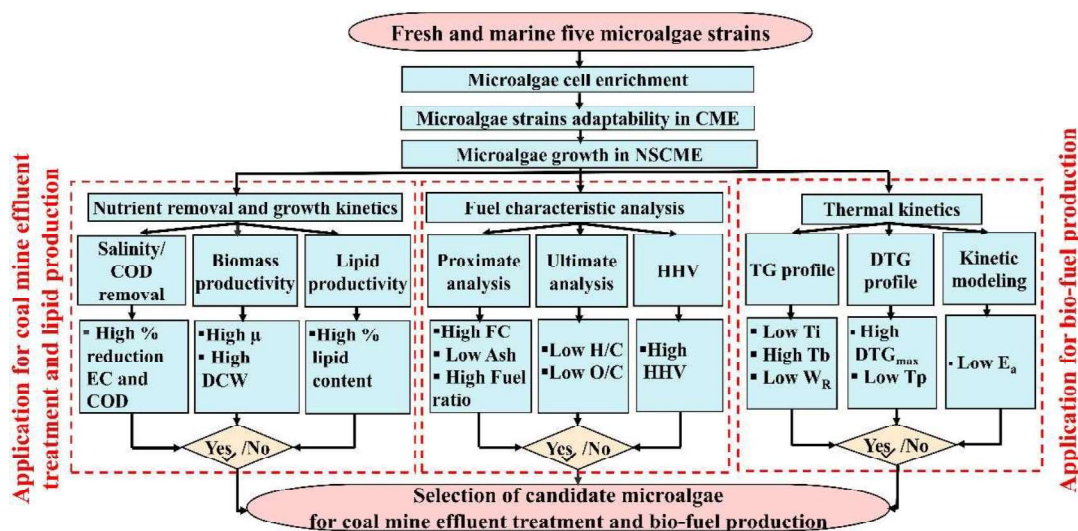 Fresh and marine five microalgae strains
Microalgae cell enrichment
Microalgae strains adaptability in CME
Microalgae growth in NSCME
Application for coal mine effluent
treatment and lipid production
Nutrient removal and growth kinetics
Salinity/
COD
removal
Biomass
productivity
Lipid
productivity
▪ High %
reduction
EC and
COD
▪ High μ
▪ High
DCW
▪ High %
lipid
content
Yes /No
Fuel characteristic analysis
Proximate
analysis
Ultimate
analysis
HHV
▪ High FC
▪ Low Ash
▪ High Fuel
ratio
▪ Low H/C
▪ Low O/C
▪ High
HHV
Yes /No
Thermal kinetics
TG profile
DTG
profile
Kinetic
modeling
▪ Low Ti
▪ High Tb
▪ Low W_R
▪ High
DTG_max
▪ Low Tp
▪ Low E_a
Yes /No
Application for bio-fuel production
Selection of candidate microalgae
for coal mine effluent treatment and bio-fuel production